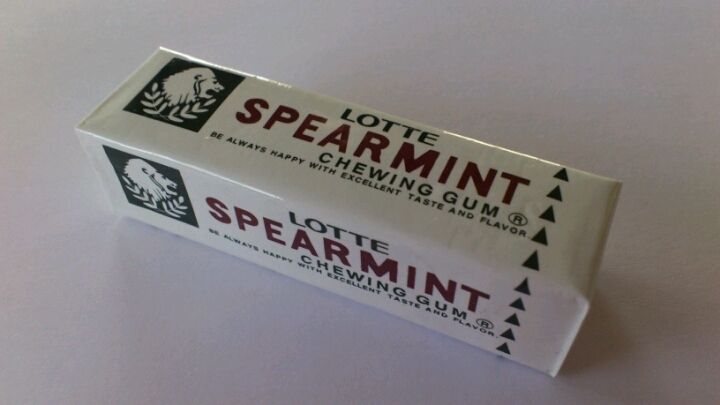 LOTTE
SPEARMINT
CHEWING GUM ®
BE ALWAYS HAPPY WITH EXCELLENT TASTE AND FLAVOR.
LOTTE
SPEARMINT
CHEWING GUM ®
BE ALWAYS HAPPY WITH EXCELLENT TASTE AND FLAVOR.